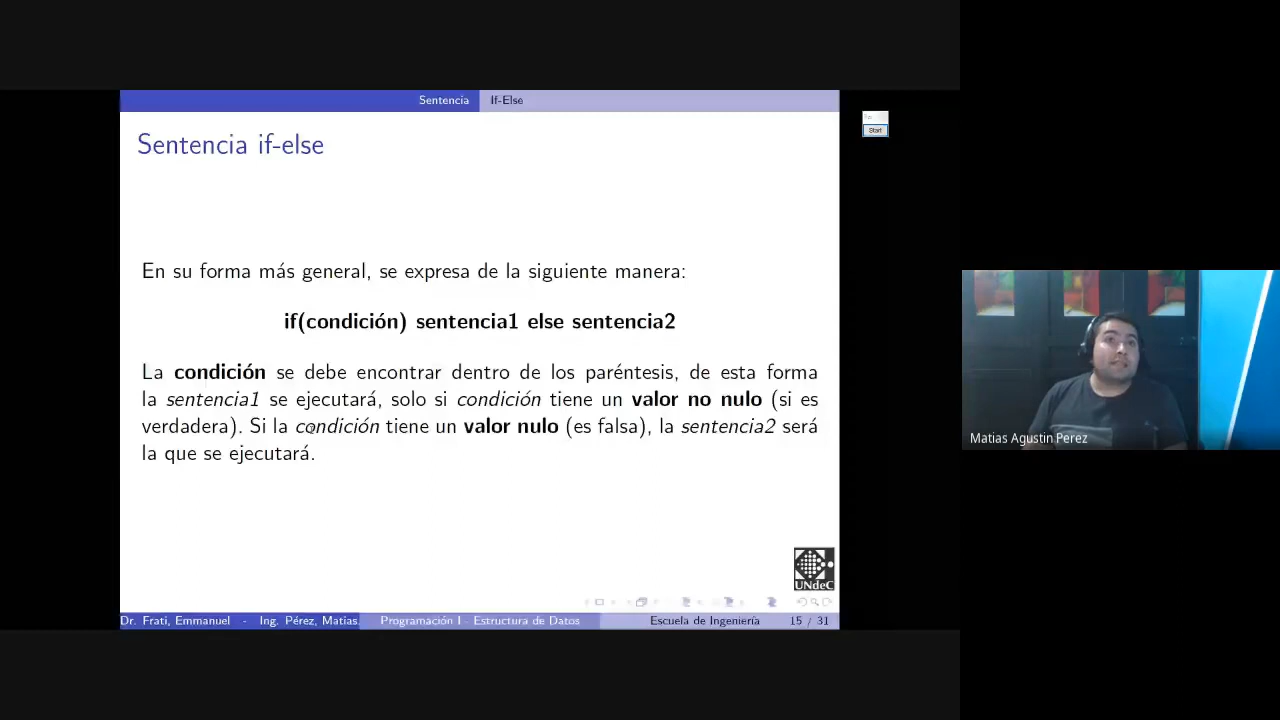 Sentencia If-Else
Sentencia if-else
En su forma más general, se expresa de la siguiente manera:
if(condición) sentencia1 else sentencia2
La condición se debe encontrar dentro de los paréntesis, de esta forma
la sentencia1 se ejecutará, solo si condición tiene un valor no nulo (si es
verdadera). Si la condición tiene un valor nulo (es falsa), la sentencia2 será
la que se ejecutará.
UNdeC
Dr. Frati, Emmanuel - Ing. Pérez, Matias. Programación I - Estructura de Datos Escuela de Ingeniería 15 / 31
Start
Matias Agustin Perez